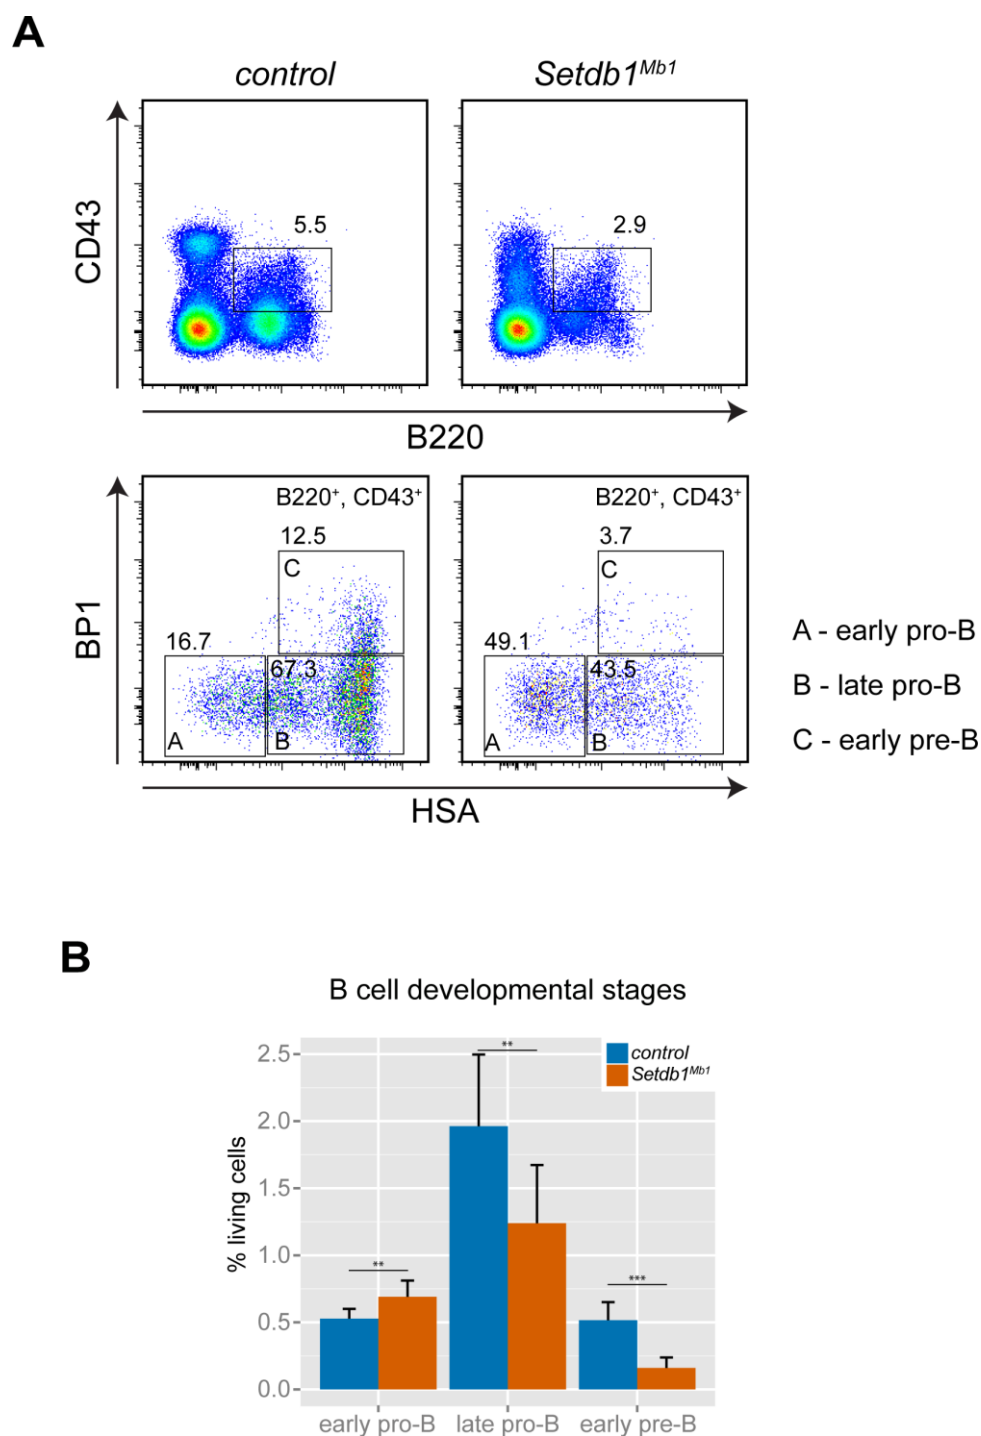 A
control
Setdb1Mb1
CD43
5.5
2.9
B220
BP1
B220+, CD43+
12.5
C
16.7
67.3
A
B
B220+, CD43+
3.7
C
49.1
43.5
A
B
HSA
A - early pro-B
B - late pro-B
C - early pre-B
B
B cell developmental stages
% living cells
2.5
2.0
1.5
1.0
0.5
0.0
**
**
***
control
Setdb1Mb1
early pro-B
late pro-B
early pre-B